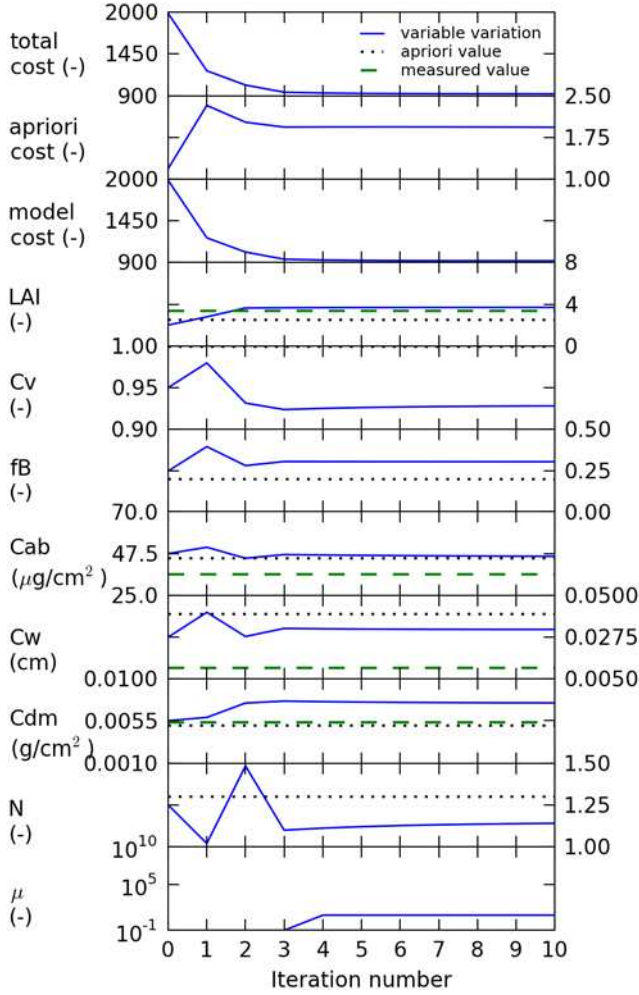 total
cost (-)
2000
1450
900
variable variation
apriori value
measured value
apriori
cost (-)
2.50
1.75
1.00
model
cost (-)
2000
1450
900
LAI
(-)
8
4
0
Cv
(-)
1.00
0.95
0.90
fB
(-)
0.50
0.25
0.00
Cab
(μg/cm²)
70.0
47.5
25.0
Cw
(cm)
0.0500
0.0275
0.0050
Cdm
(g/cm²)
0.0100
0.0055
0.0010
N
(-)
1.50
1.25
1.00
μ
(-)
10¹⁰
10⁵
10⁻¹
0 1 2 3 4 5 6 7 8 9 10
Iteration number